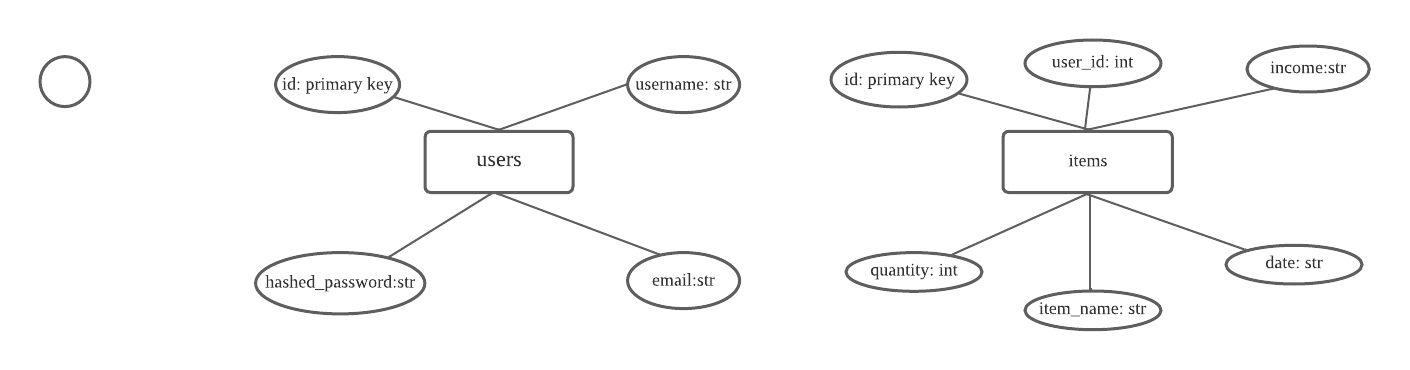 id: primary key
username: str
users
hashed_password:str
email:str
id: primary key
user_id: int
income:str
items
quantity: int
item_name: str
date: str